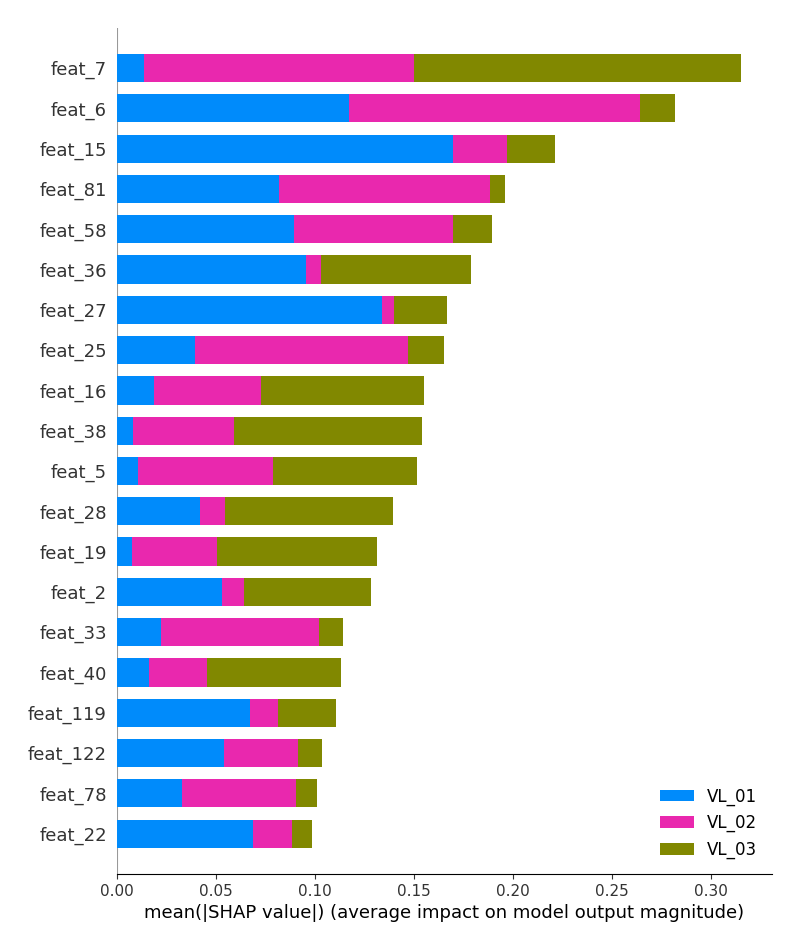 feat_7
feat_6
feat_15
feat_81
feat_58
feat_36
feat_27
feat_25
feat_16
feat_38
feat_5
feat_28
feat_19
feat_2
feat_33
feat_40
feat_119
feat_122
feat_78
feat_22
VL_01
VL_02
VL_03
0.00 0.05 0.10 0.15 0.20 0.25 0.30
mean(|SHAP value|) (average impact on model output magnitude)